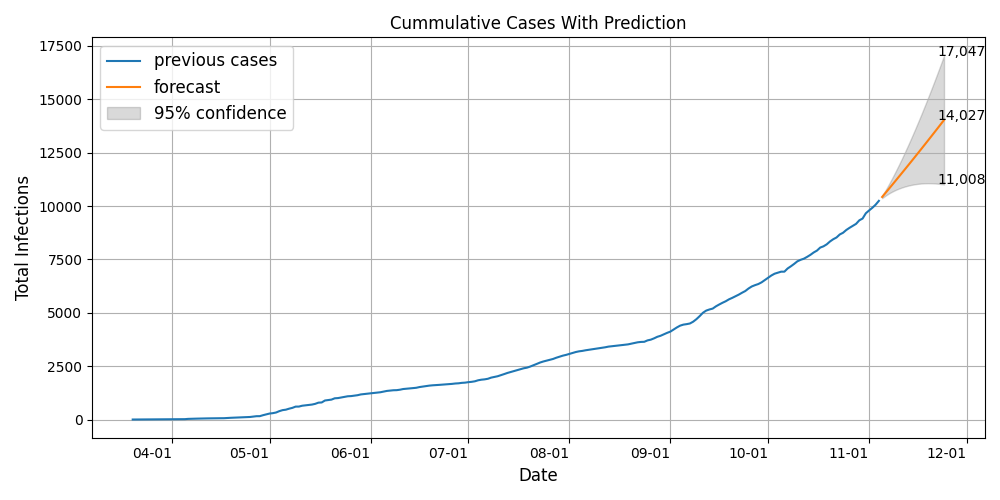 Cummulative Cases With Prediction
previous cases
forecast
95% confidence
17500
15000
12500
10000
7500
5000
2500
0
Total Infections
17,047
14,027
11,008
04-01 05-01 06-01 07-01 08-01 09-01 10-01 11-01 12-01
Date